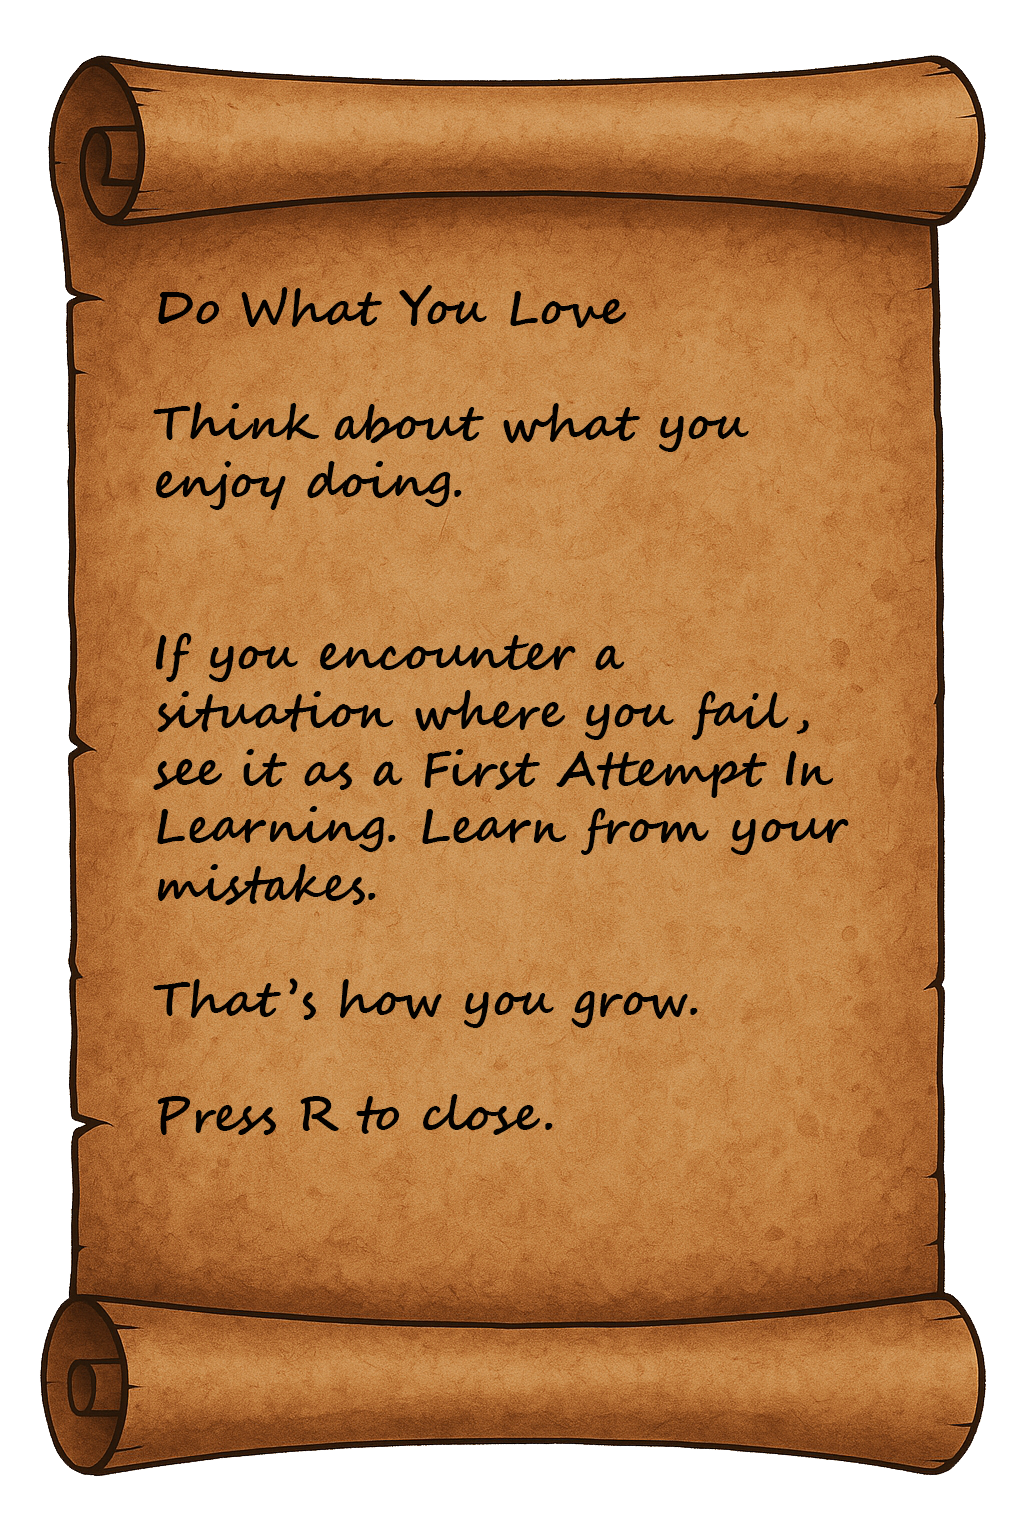 Do What You Love
Think about what you
enjoy doing.
If you encounter a
situation where you fail,
see it as a First Attempt In
Learning. Learn from your
mistakes.
That’s how you grow.
Press R to close.